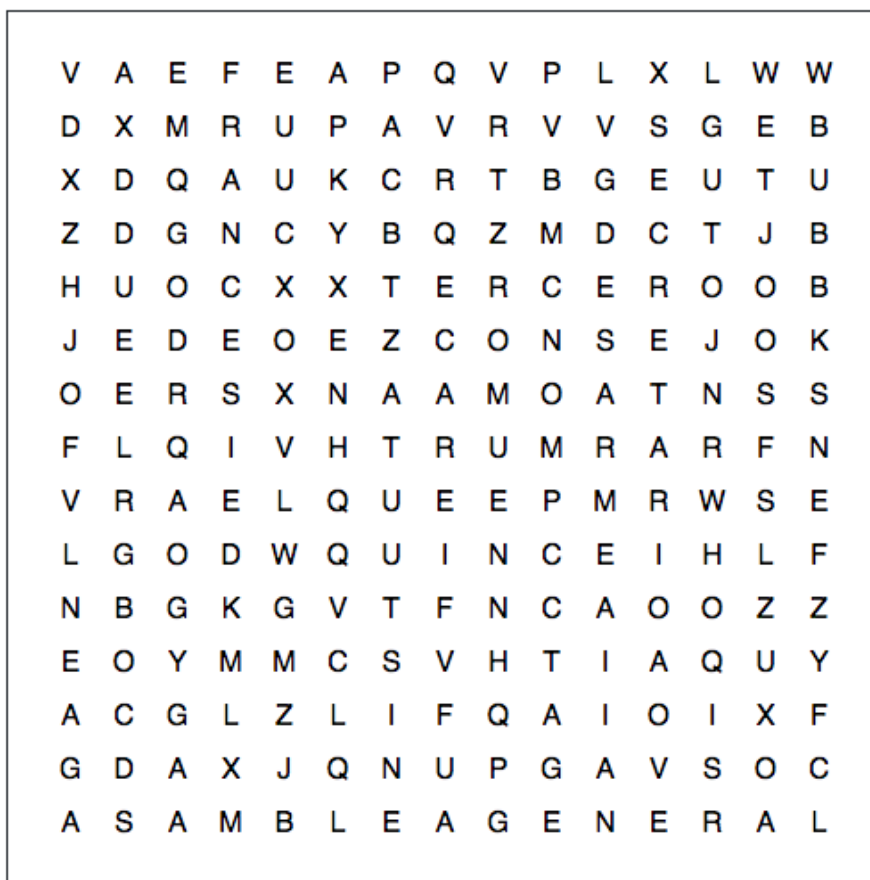 V A E F E A P Q V P L X L W W
D X M R U P A V R V V S G E B
X D Q A U K C R T B G E U T U
Z D G N C Y B Q Z M D C T J B
H U O C X X T E R C E R O O B
J E D E O E Z C O N S E J O K
O E R S X N A A M O A T N S S
F L Q I V H T R U M R A R F N
V R A E L Q U E E P M R W S E
L G O D W Q U I N C E I H L F
N B G K G V T F N C A O O Z Z
E O Y M M C S V H T I A Q U Y
A C G L Z L I F Q A I O I X F
G D A X J Q N U P G A V S O C
A S A M B L E A G E N E R A L